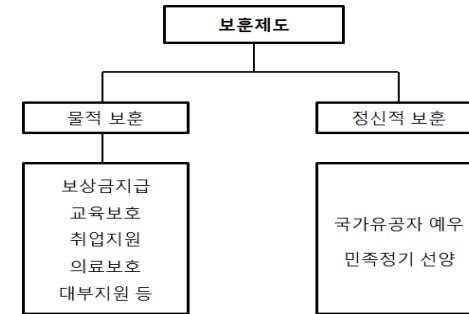 보훈제도
물적 보훈
정신적 보훈
보상금지급
교육보호
취업지원
의료보호
대부지원 등
국가유공자 예우
민족정기 선양